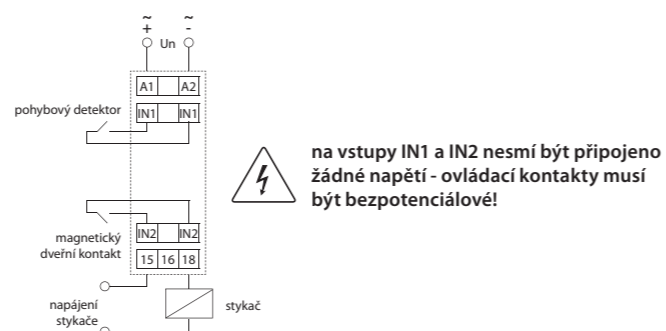 ~ ~
+ -
Un
A1 A2
pohybový detektor
IN1 IN1
na vstupy IN1 a IN2 nesmí být připojeno
žádné napětí - ovládací kontakty musí
být bezpotenciálové!
IN2 IN2
magnetický
dveřní kontakt
15 16 18
napájení
stykače
stykač